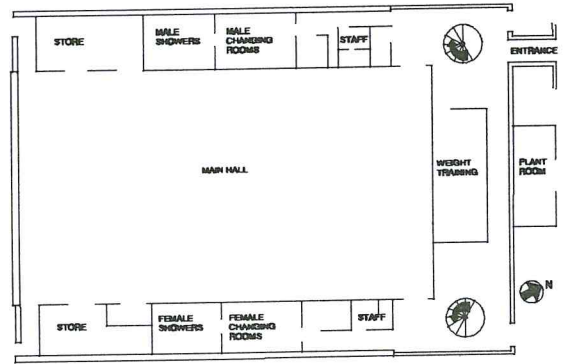 STORE
MALE
SHOWERS
MALE
CHANGING
ROOMS
STAFF
ENTRANCE
MAIN HALL
WEIGHT
TRAINING
PLANT
ROOM
N
STORE
FEMALE
SHOWERS
FEMALE
CHANGING
ROOMS
STAFF